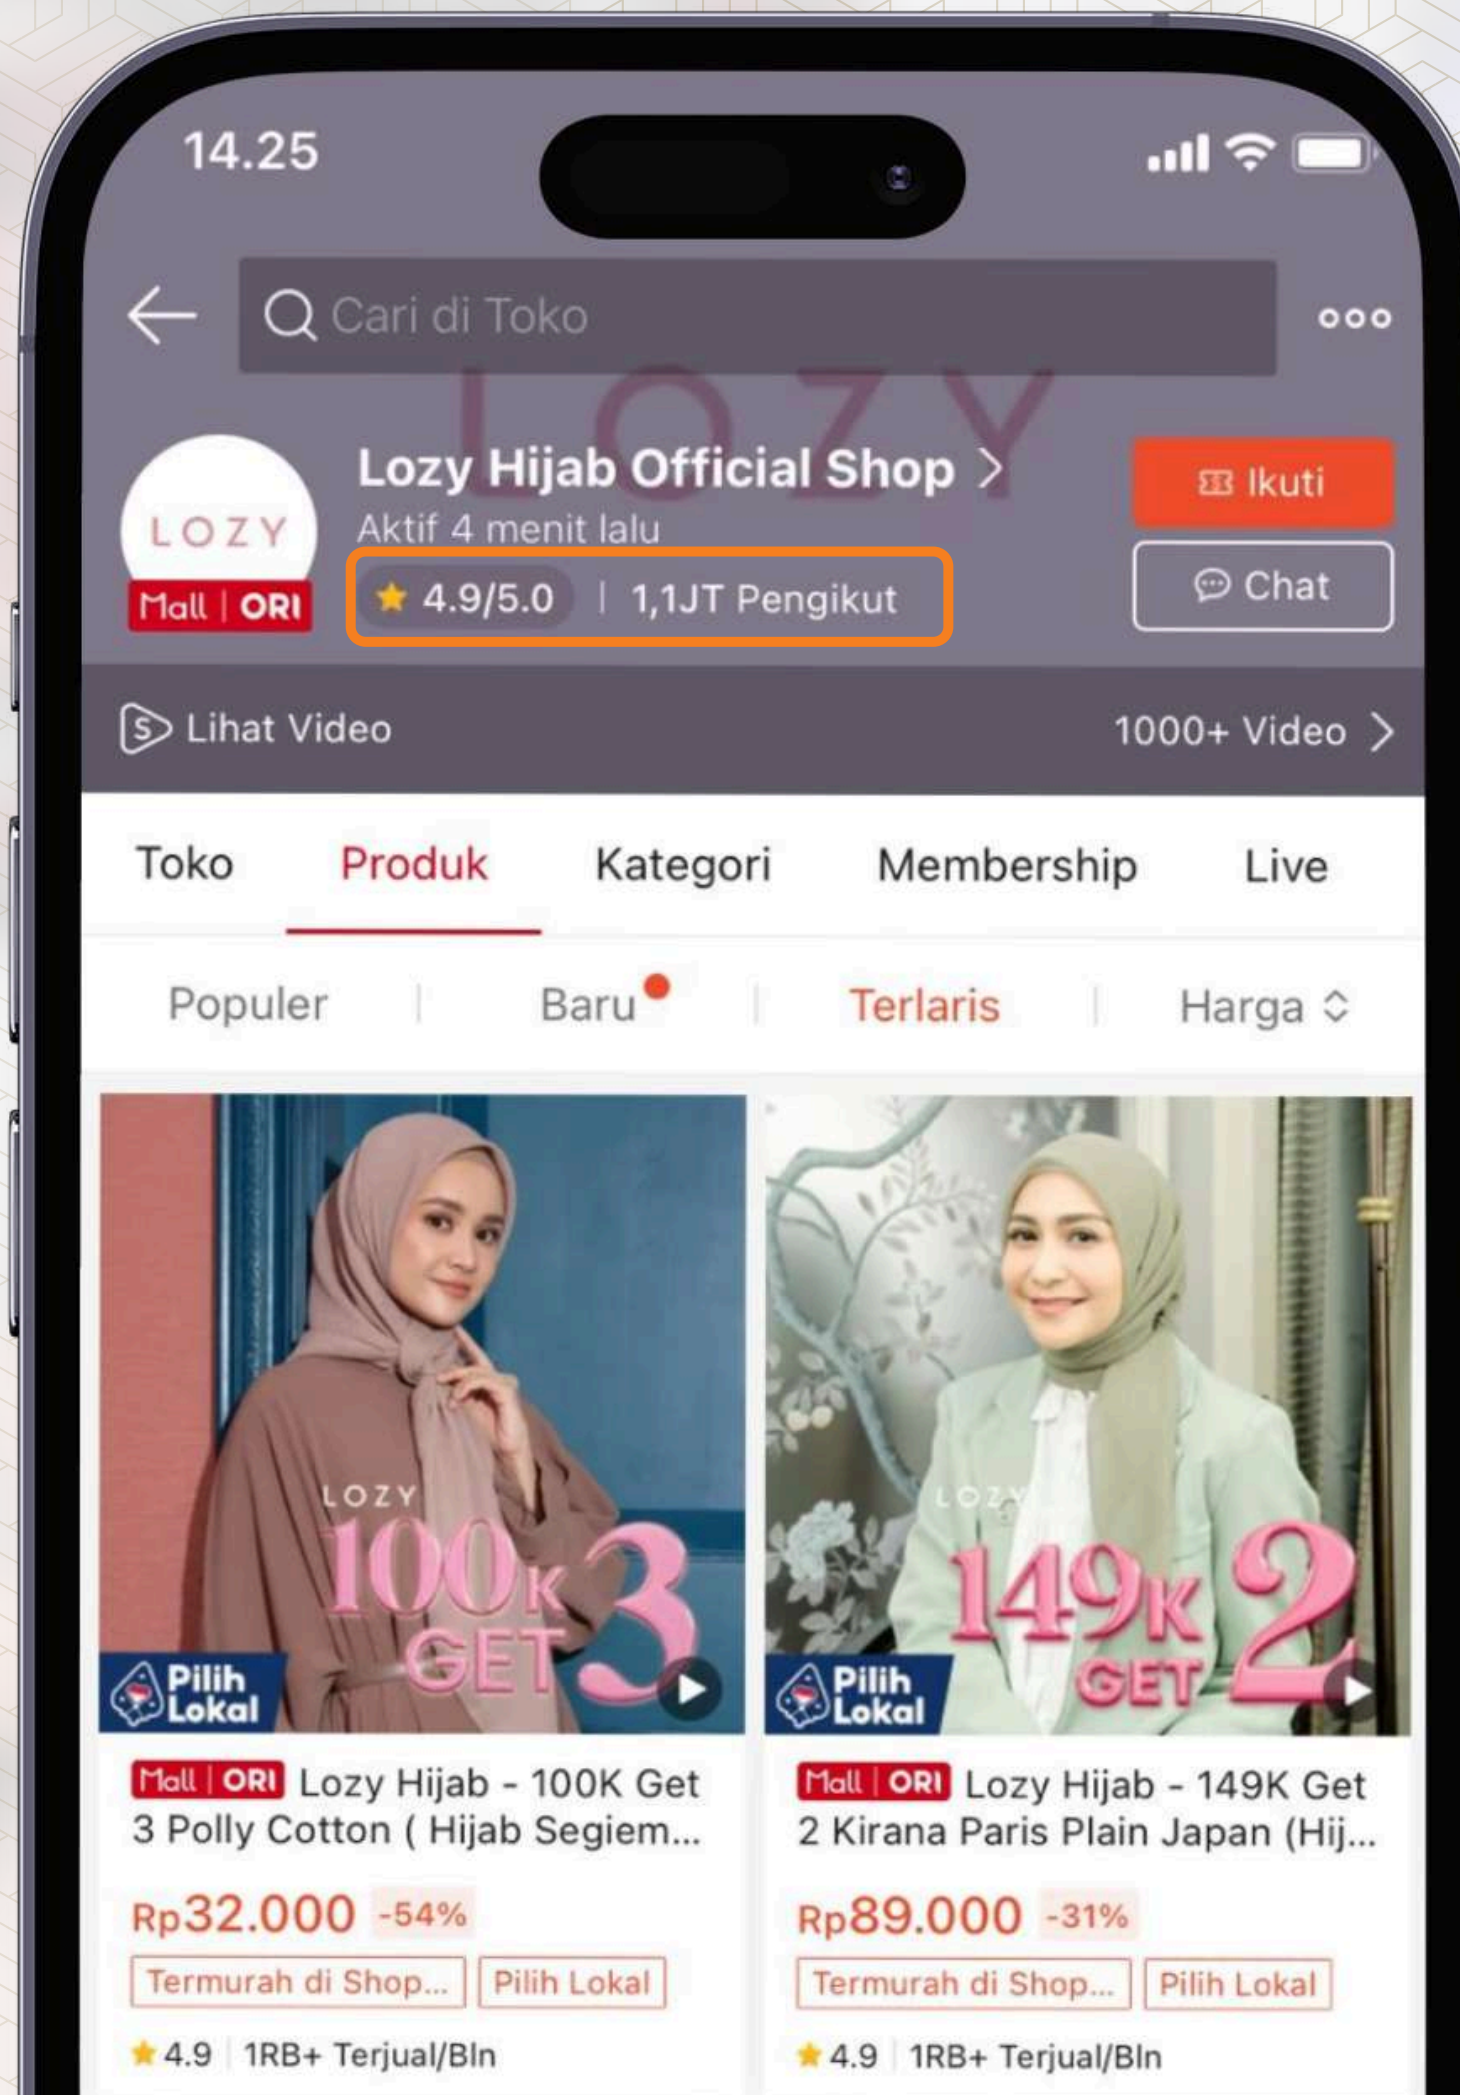 14.25
Cari di Toko
LOZY
Lozy Hijab Official Shop >
Ikuti
LOZY
Aktif 4 menit lalu
Mall | ORI
4.9/5.0 | 1,1JT Pengikut
Chat
Lihat Video
1000+ Video >
Toko Produk Kategori Membership Live
Populer | Baru | Terlaris | Harga
LOZY
100K
GET 3
Pilih
Lokal
LOZY
149K
GET 2
Pilih
Lokal
Mall | ORI Lozy Hijab - 100K Get
3 Polly Cotton ( Hijab Segiem...
Rp32.000 -54%
Termurah di Shop... Pilih Lokal
4.9 | 1RB+ Terjual/Bln
Mall | ORI Lozy Hijab - 149K Get
2 Kirana Paris Plain Japan (Hij...
Rp89.000 -31%
Termurah di Shop... Pilih Lokal
4.9 | 1RB+ Terjual/Bln